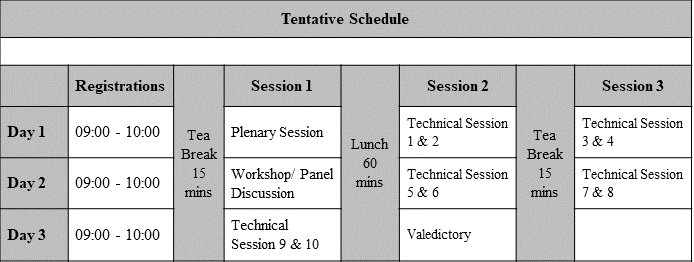 Tentative Schedule
Registrations
Session 1
Session 2
Session 3
Day 1
09:00 - 10:00
Tea
Break
15
mins
Plenary Session
Lunch
60
mins
Technical Session
1 & 2
Tea
Break
15
mins
Technical Session
3 & 4
Day 2
09:00 - 10:00
Workshop/ Panel
Discussion
Technical Session
5 & 6
Technical Session
7 & 8
Day 3
09:00 - 10:00
Technical
Session 9 & 10
Valedictory